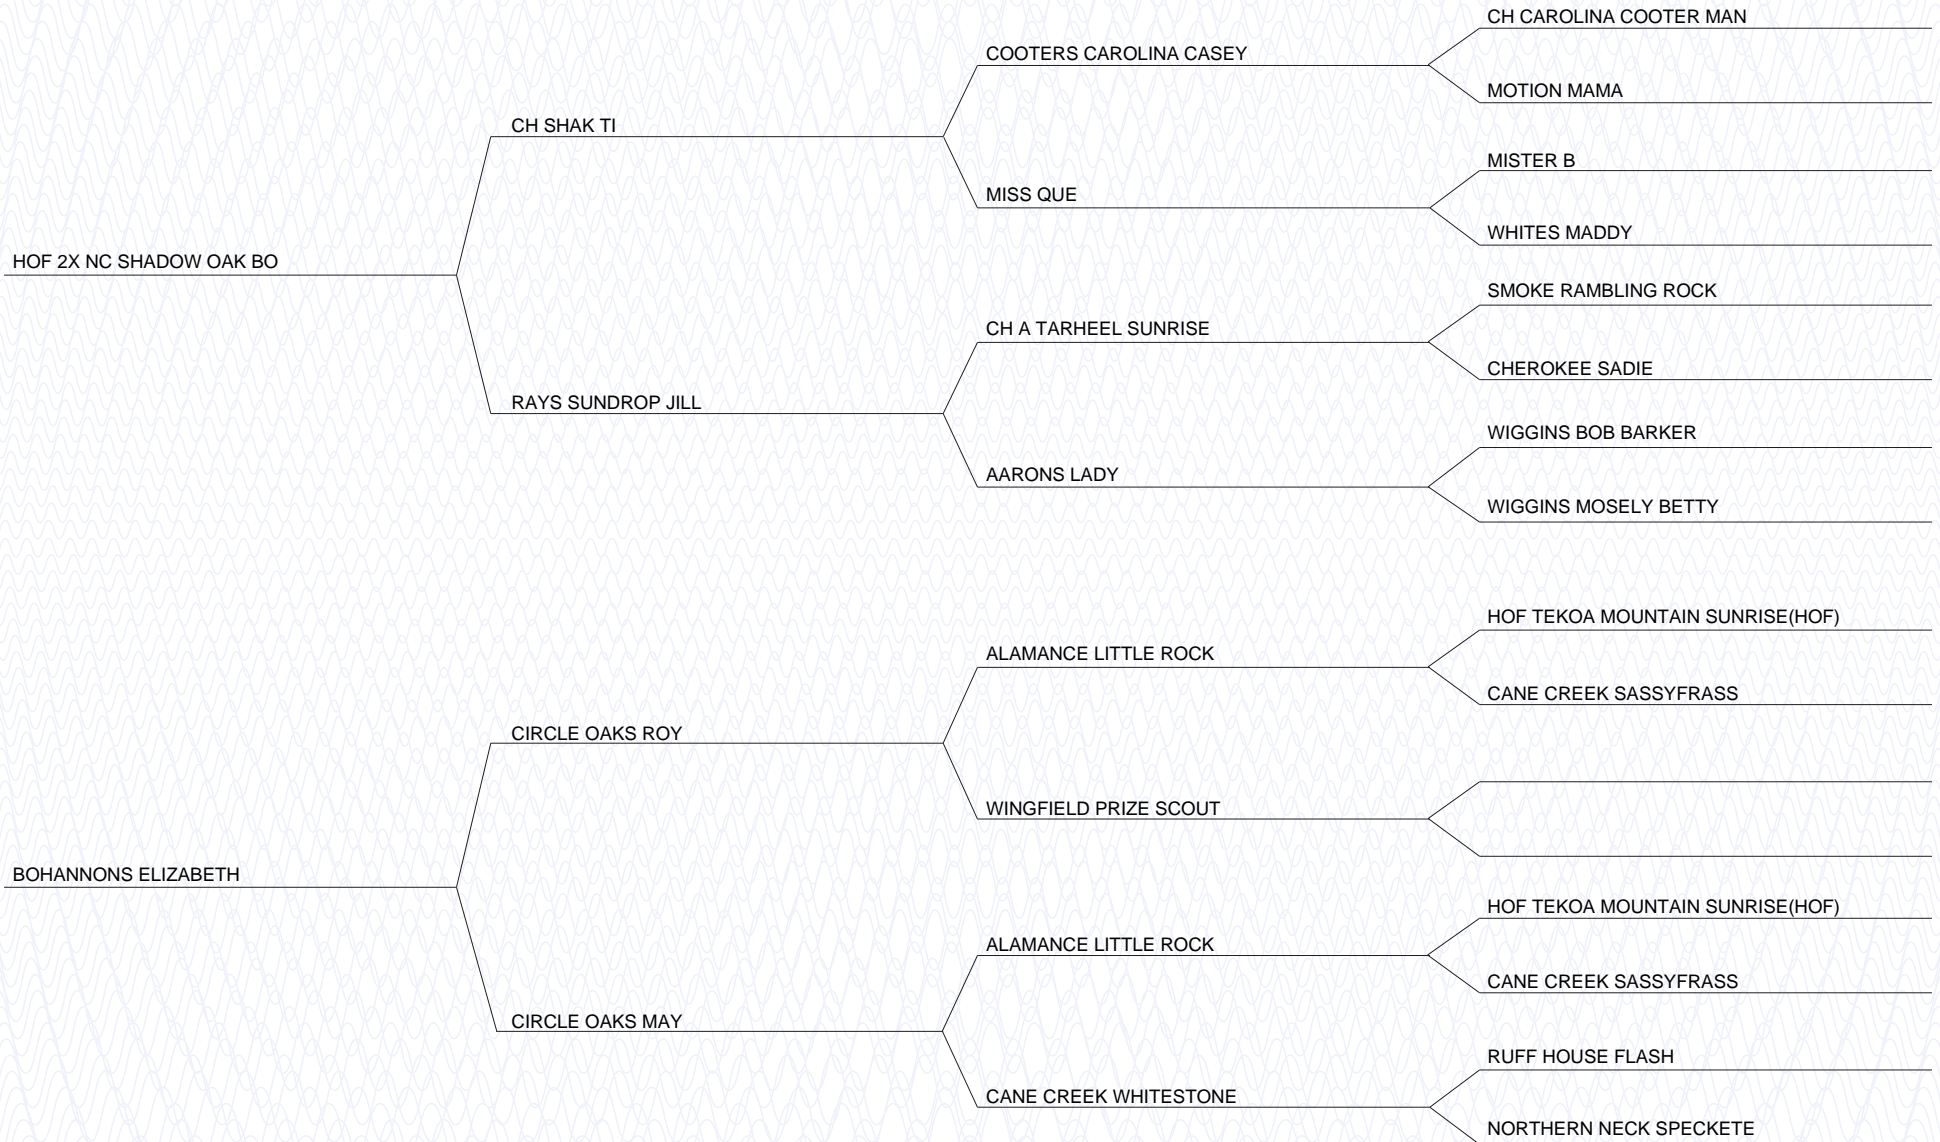 CH CAROLINA COOTER MAN
COOTERS CAROLINA CASEY
MOTION MAMA
CH SHAK TI
MISTER B
MISS QUE
WHITES MADDY
HOF 2X NC SHADOW OAK BO
SMOKE RAMBLING ROCK
CH A TARHEEL SUNRISE
CHEROKEE SADIE
RAYS SUNDROP JILL
WIGGINS BOB BARKER
AARONS LADY
WIGGINS MOSELY BETTY
HOF TEKOA MOUNTAIN SUNRISE(HOF)
ALAMANCE LITTLE ROCK
CANE CREEK SASSYFRASS
CIRCLE OAKS ROY
WINGFIELD PRIZE SCOUT
BOHANNONS ELIZABETH
HOF TEKOA MOUNTAIN SUNRISE(HOF)
ALAMANCE LITTLE ROCK
CANE CREEK SASSYFRASS
CIRCLE OAKS MAY
RUFF HOUSE FLASH
CANE CREEK WHITESTONE
NORTHERN NECK SPECKETE